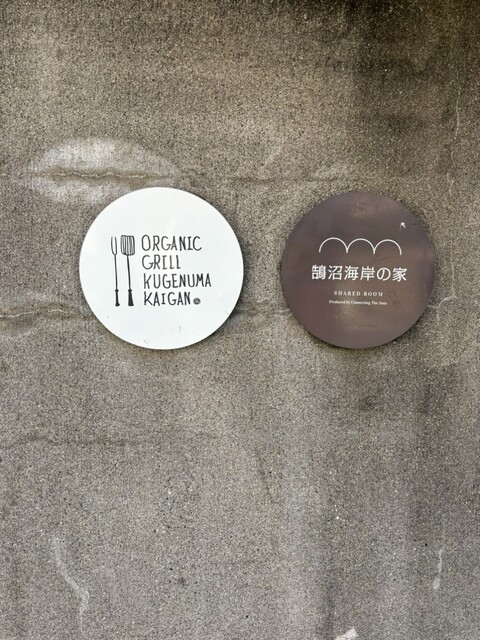 ORGANIC
GRILL
KUGENUMA
KAIGAN
鵠沼海岸の家
SHARED ROOM
Produced by Connecting The Dots